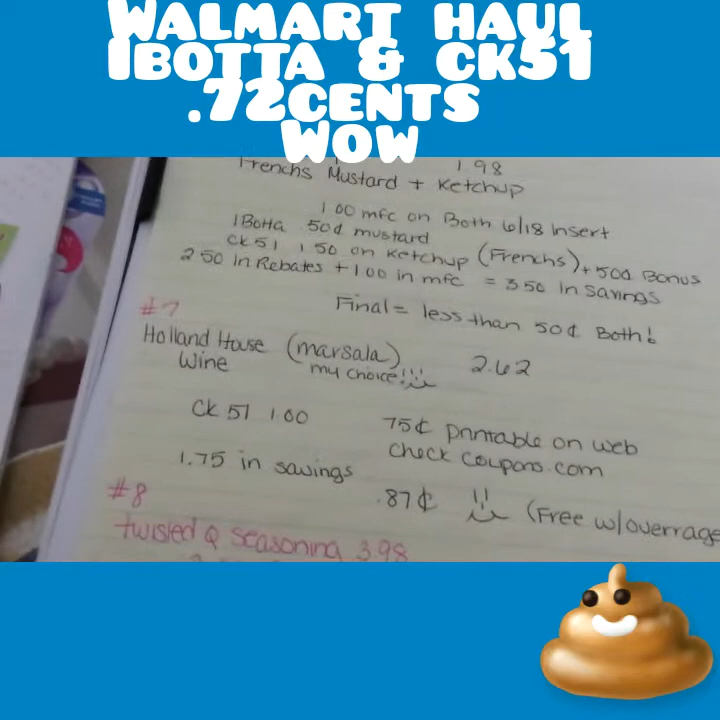 WALMART HAUL
IBOTTA & CK51
.72CENTS
WOW
1.98
Frenchs Mustard + Ketchup
1.00 mfc on Both 6/18 insert
IBotta 50¢ mustard
CK51 1.50 on Ketchup (Frenchs) + 50¢ Bonus
2.50 in Rebates + 1.00 in mfc = 3.50 in Savings
Final = less than 50¢ Both!
#7
Holland House (marsala) 2.62
Wine my choice!!!
CK 51 1.00 75¢ printable on web
check coupons.com
1.75 in savings
.87¢ (Free w/overrage
#8
twisted Q seasoning 3.98